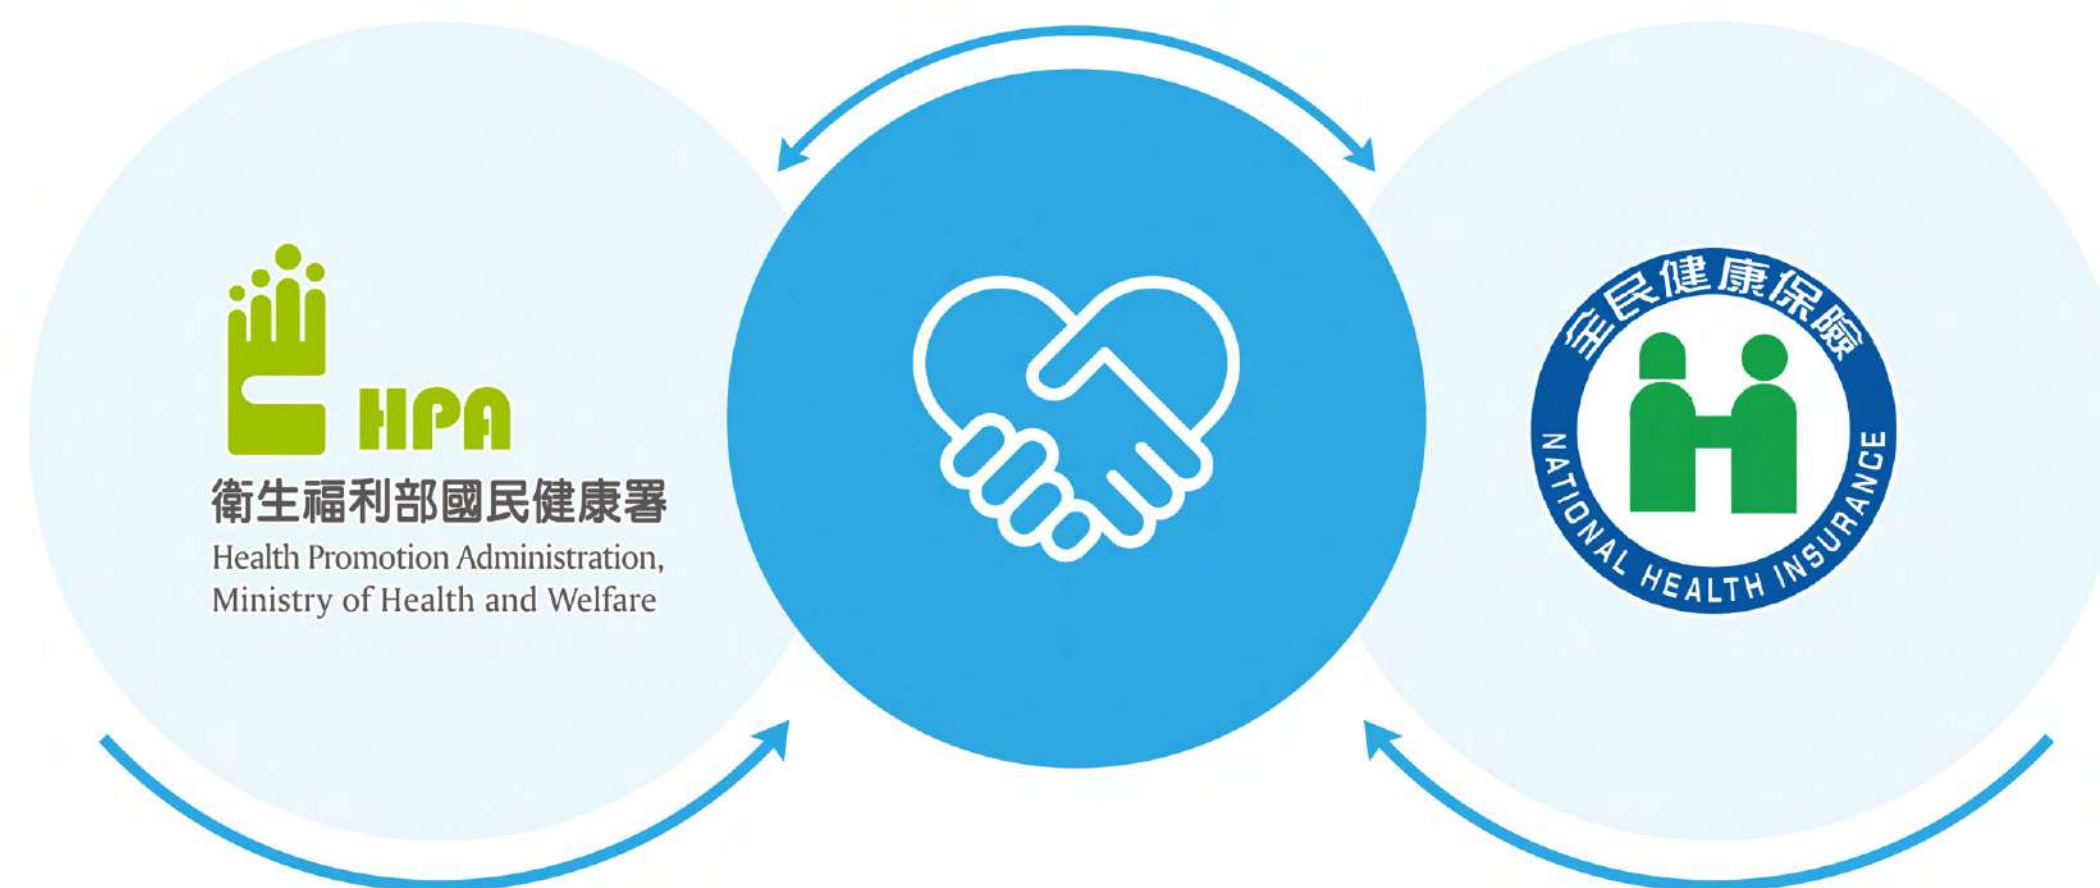 HPA
衛生福利部國民健康署
Health Promotion Administration,
Ministry of Health and Welfare
全民健康保險
NATIONAL HEALTH INSURANCE